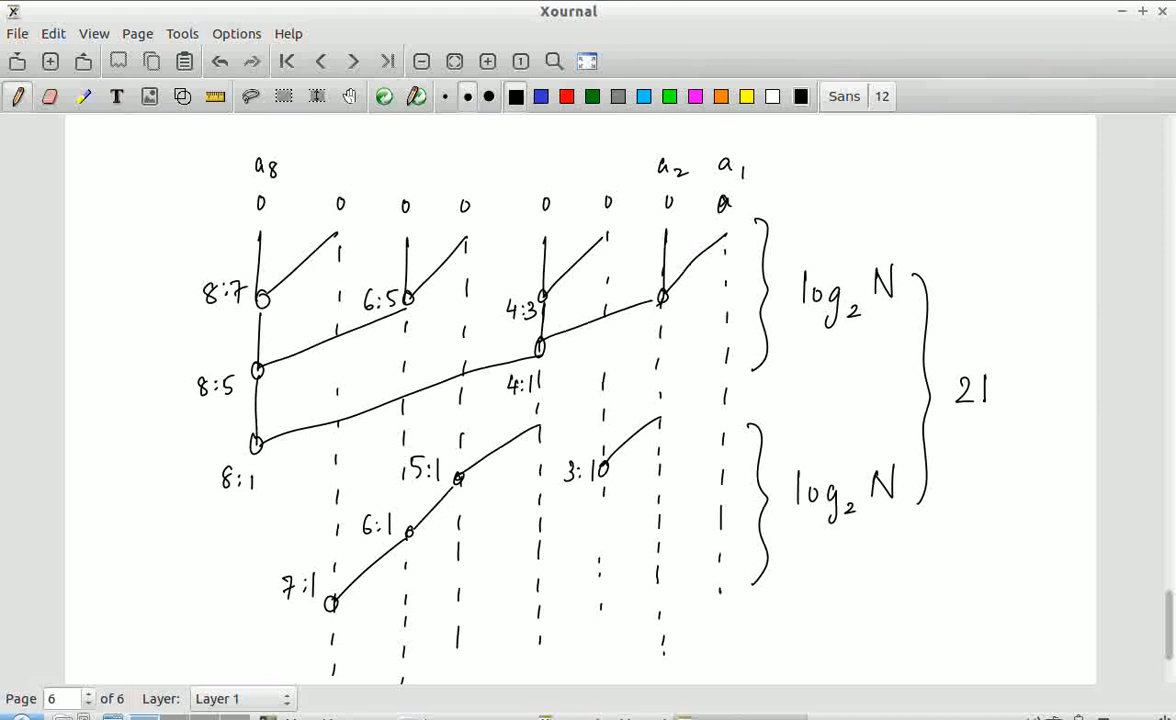 Xournal
File Edit View Page Tools Options Help
Sans 12
a8 a2 a1
0 0 0 0 0 0 0
8:7 6:5 4:3 log2 N
8:5 4:1 21
8:1 5:1 3:1 log2 N
6:1
7:1
Page 6 of 6 Layer: Layer 1